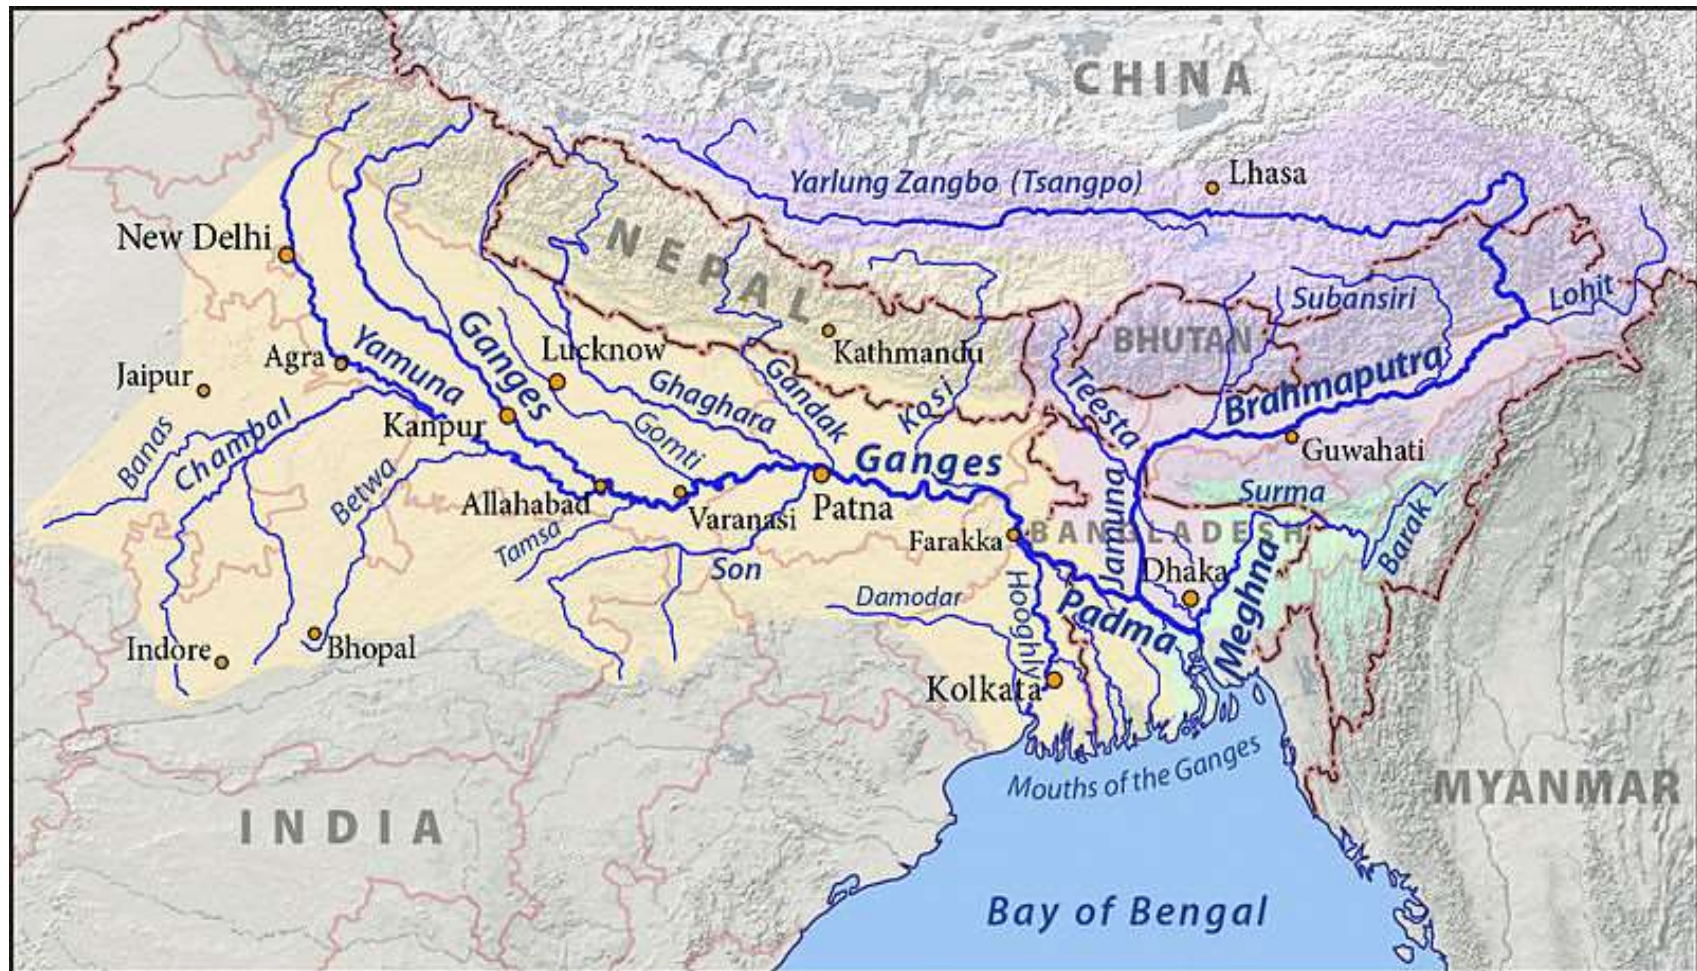 CHINA
Lhasa
Yarlung Zangbo (Tsangpo)
New Delhi
NEPAL
Subansiri
Lohit
BHUTAN
Ganges
Lucknow
Kathmandu
Agra
Yamuna
Jaipur
Ghaghara
Gandak
Kosi
Teesta
Brahmaputra
Banas
Chambal
Kanpur
Gomti
Ganges
Guwahati
Betwa
Allahabad
Varanasi
Patna
Jamuna
Surma
Barak
Tamsa
Son
Farakka
BANGLADESH
Dhaka
Meghna
Damodar
Hooghly
Padma
Indore
Bhopal
Kolkata
Mouths of the Ganges
INDIA
MYANMAR
Bay of Bengal